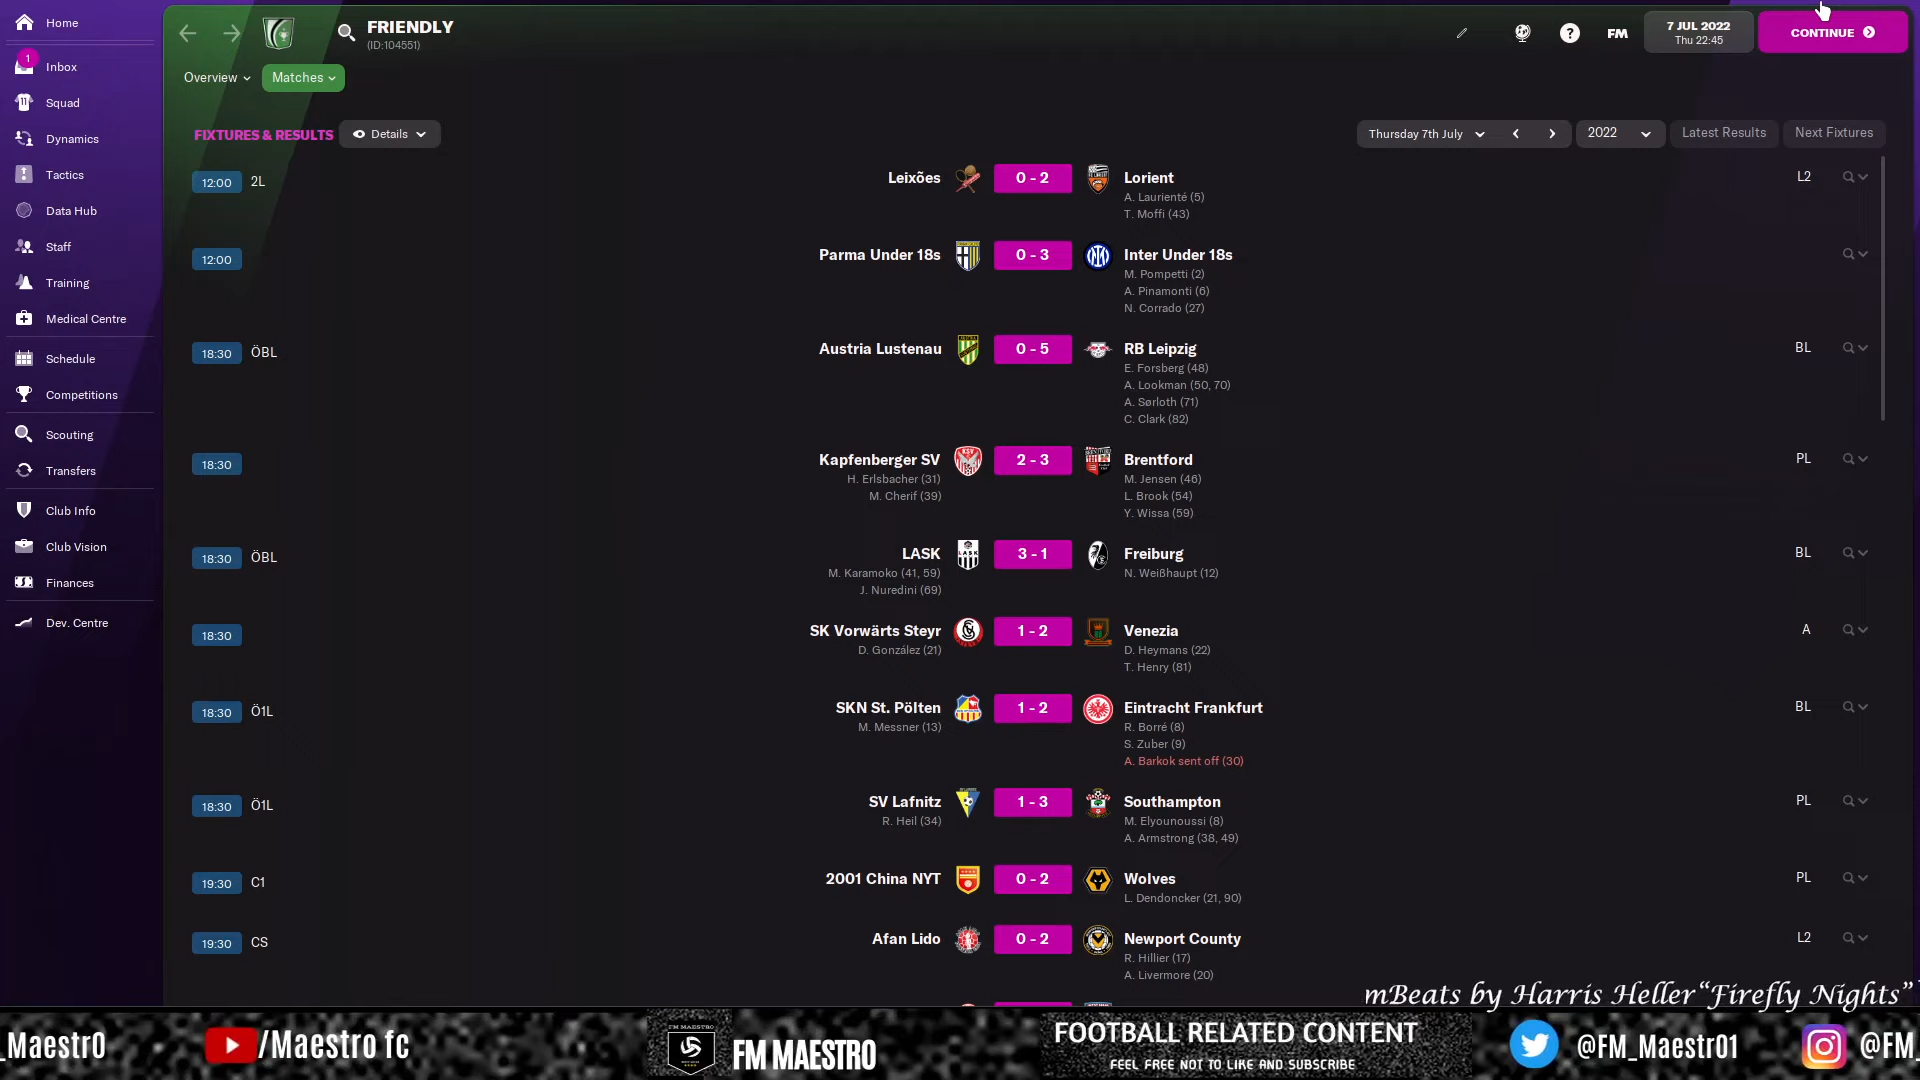 Home
FRIENDLY
(ID:104551)
FM
7 JUL 2022
Thu 22:45
CONTINUE
1
Inbox
Overview
Matches
Squad
Dynamics
FIXTURES & RESULTS
Details
Thursday 7th July
2022
Latest Results
Next Fixtures
Tactics
Data Hub
Staff
Training
Medical Centre
Schedule
Competitions
Scouting
Transfers
Club Info
Club Vision
Finances
Dev. Centre
12:00 2L Leixões 0 - 2 Lorient L2
A. Laurienté (5)
T. Moffi (43)
12:00 Parma Under 18s 0 - 3 Inter Under 18s
M. Pompetti (2)
A. Pinamonti (6)
N. Corrado (27)
18:30 ÖBL Austria Lustenau 0 - 5 RB Leipzig BL
E. Forsberg (48)
A. Lookman (50, 70)
A. Sørloth (71)
C. Clark (82)
18:30 Kapfenberger SV 2 - 3 Brentford PL
H. Erlsbacher (31) M. Jensen (46)
M. Cherif (39) L. Brook (54)
Y. Wissa (59)
18:30 ÖBL LASK 3 - 1 Freiburg BL
M. Karamoko (41, 59) N. Weißhaupt (12)
J. Nuredini (69)
18:30 SK Vorwärts Steyr 1 - 2 Venezia A
D. González (21) D. Heymans (22)
T. Henry (81)
18:30 Ö1L SKN St. Pölten 1 - 2 Eintracht Frankfurt BL
M. Messner (13) R. Borré (8)
S. Zuber (9)
A. Barkok sent off (30)
18:30 Ö1L SV Lafnitz 1 - 3 Southampton PL
R. Heil (34) M. Elyounoussi (8)
A. Armstrong (38, 49)
19:30 C1 2001 China NYT 0 - 2 Wolves PL
L. Dendoncker (21, 90)
19:30 CS Afan Lido 0 - 2 Newport County L2
R. Hillier (17)
A. Livermore (20)
mBeats by Harris Heller "Firefly Nights"
_Maestr0
/Maestro fc
FM MAESTRO
FM MAESTRO
FOOTBALL RELATED CONTENT
FEEL FREE NOT TO LIKE AND SUBSCRIBE
@FM_Maestr01
@FM_